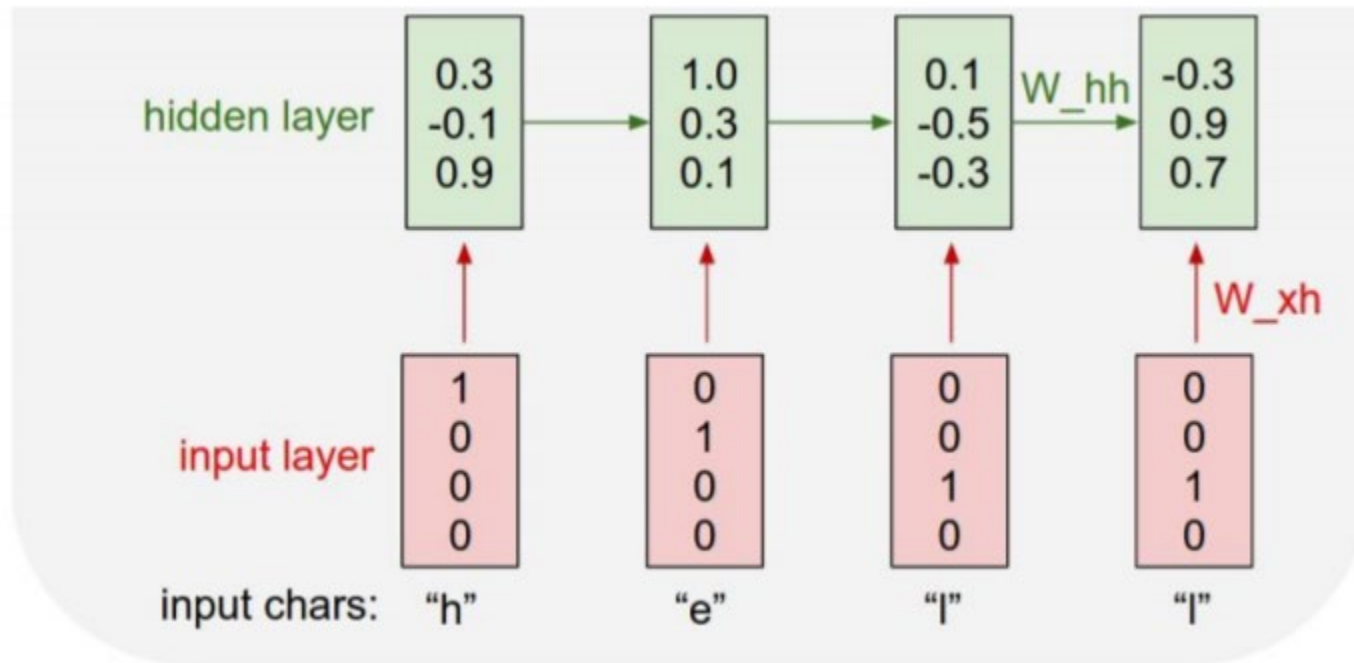 0.3 1.0 0.1 -0.3
hidden layer -0.1 0.3 -0.5 W_hh 0.9
0.9 0.1 -0.3 0.7
W_xh
1 0 0 0
0 1 0 0
input layer
0 0 1 1
0 0 0 0
input chars: “h” “e” “l” “l”